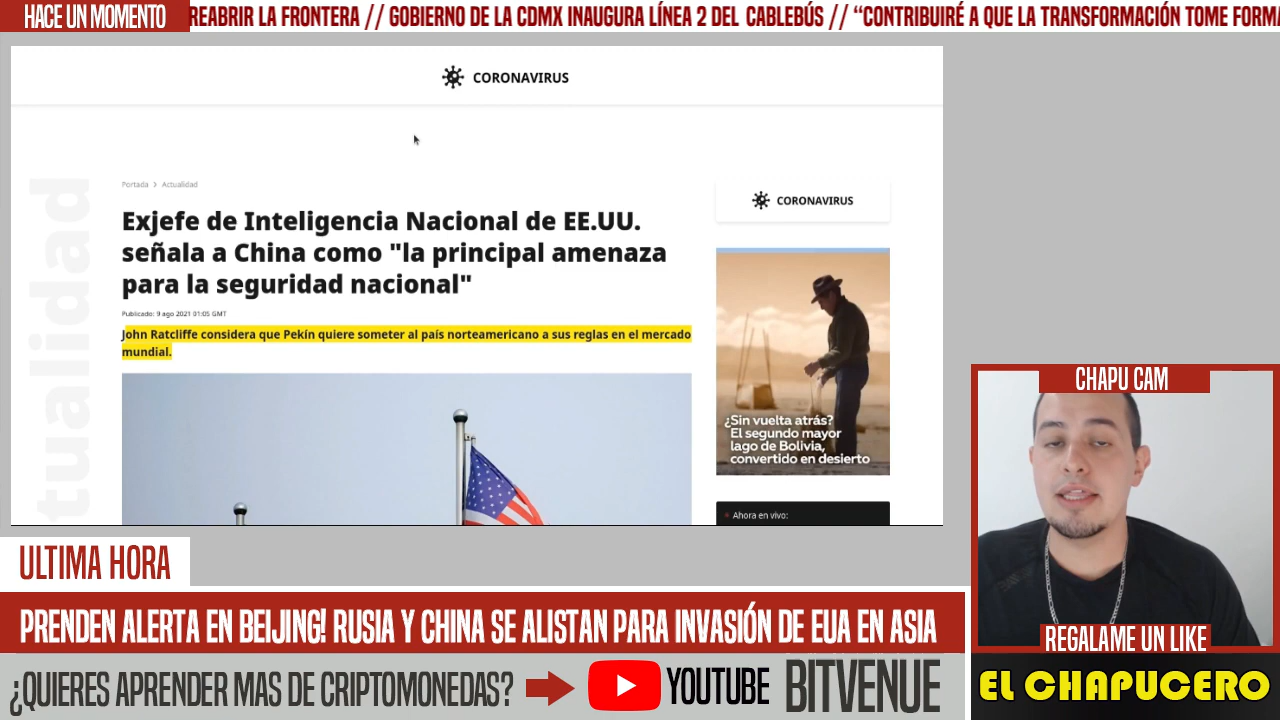 HACE UN MOMENTO
REABRIR LA FRONTERA // GOBIERNO DE LA CDMX INAUGURA LÍNEA 2 DEL CABLEBÚS // “CONTRIBUIRÉ A QUE LA TRANSFORMACIÓN TOME FORMA
CORONAVIRUS
tualidad
Portada › Actualidad
Exjefe de Inteligencia Nacional de EE.UU.
señala a China como "la principal amenaza
para la seguridad nacional"
Publicado: 9 ago 2021 01:05 GMT
John Ratcliffe considera que Pekín quiere someter al país norteamericano a sus reglas en el mercado
mundial.
CORONAVIRUS
¿Sin vuelta atrás?
El segundo mayor
lago de Bolivia,
convertido en desierto
Ahora en vivo:
CHAPU CAM
REGALAME UN LIKE
EL CHAPUCERO
ULTIMA HORA
PRENDEN ALERTA EN BEIJING! RUSIA Y CHINA SE ALISTAN PARA INVASIÓN DE EUA EN ASIA
¿QUIERES APRENDER MAS DE CRIPTOMONEDAS?
YOUTUBE
BITVENUE